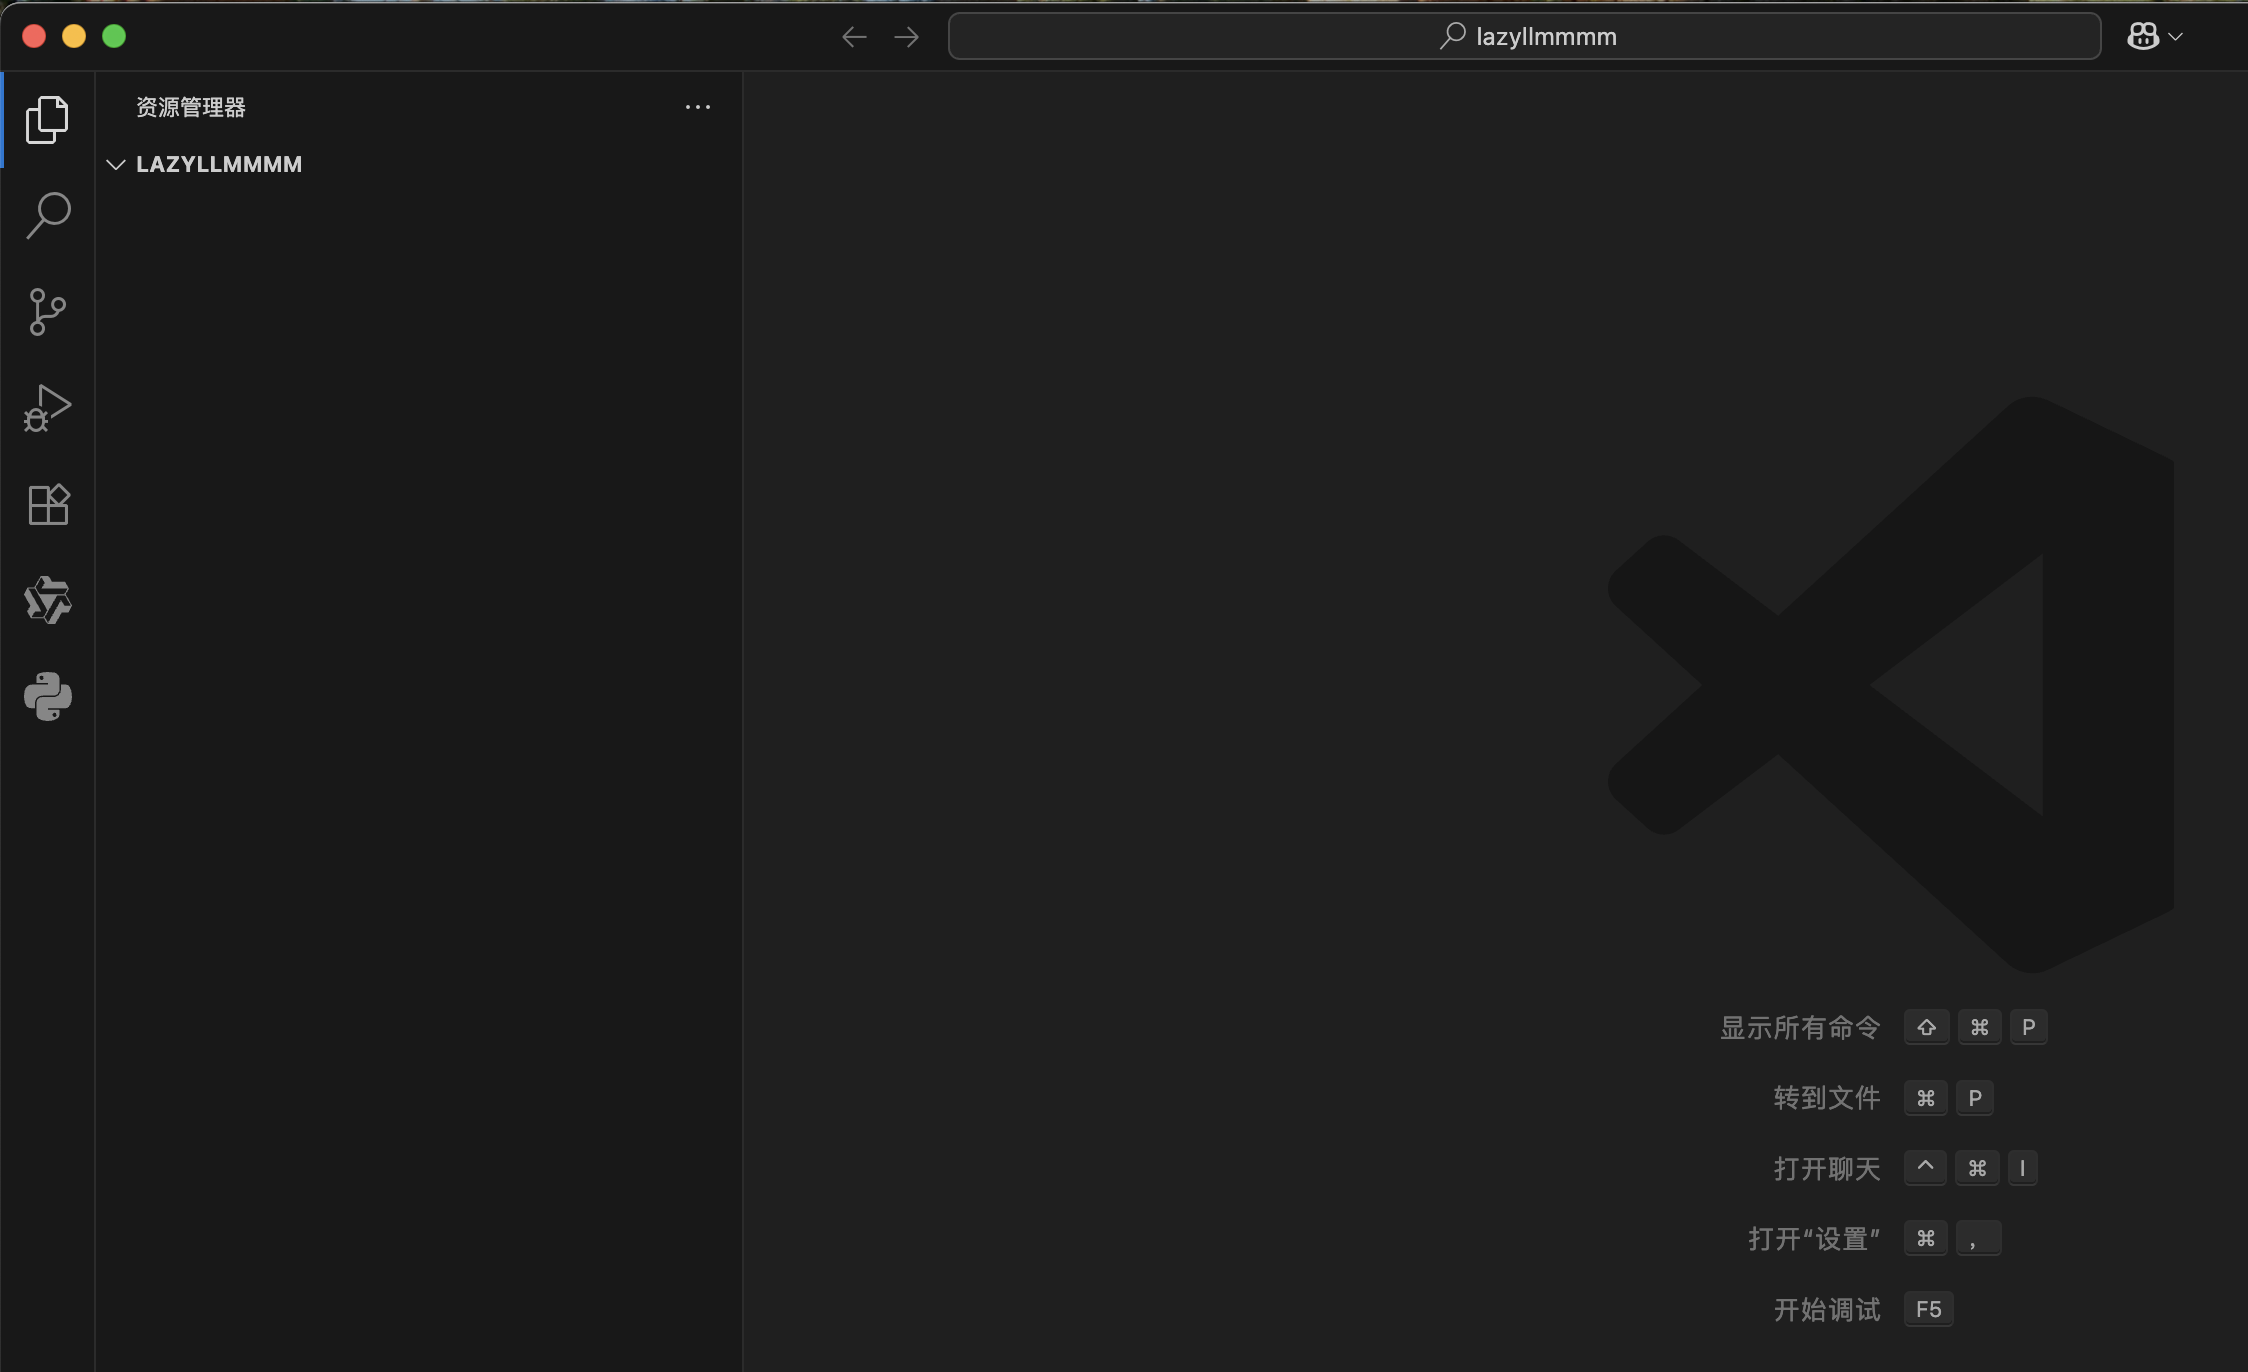 lazyllmmmm
资源管理器
LAZYLLMMMM
显示所有命令 ⇧ ⌘ P
转到文件 ⌘ P
打开聊天 ^ ⌘ I
打开“设置” ⌘ ,
开始调试 F5